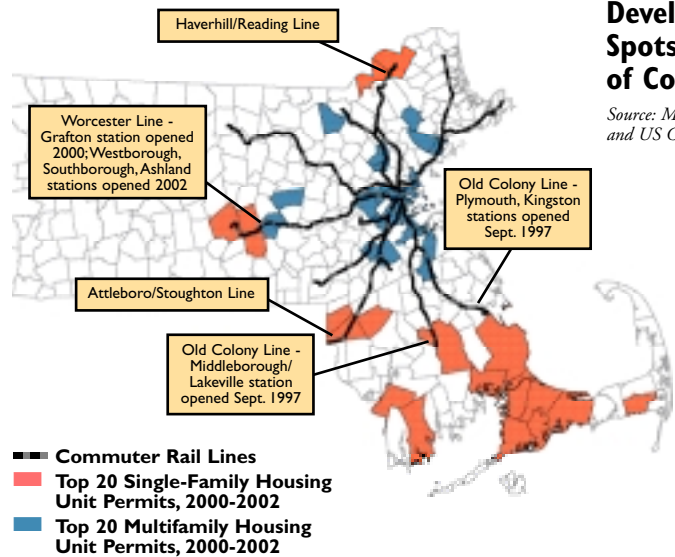 Haverhill/Reading Line
Worcester Line -
Grafton station opened
2000; Westborough,
Southborough, Ashland
stations opened 2002
Old Colony Line -
Plymouth, Kingston
stations opened
Sept. 1997
Attleboro/Stoughton Line
Old Colony Line -
Middleborough/
Lakeville station
opened Sept. 1997
Commuter Rail Lines
Top 20 Single-Family Housing
Unit Permits, 2000-2002
Top 20 Multifamily Housing
Unit Permits, 2000-2002
Spots
of Co
Source: M
and US C